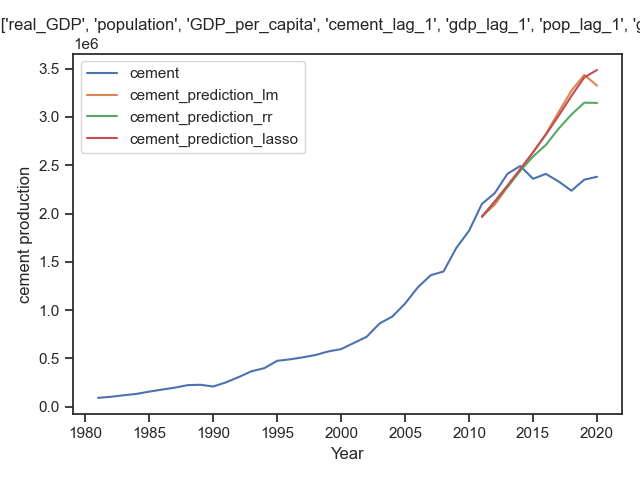 ['real_GDP', 'population', 'GDP_per_capita', 'cement_lag_1', 'gdp_lag_1', 'pop_lag_1', 'g
1e6
3.5
3.0
2.5
2.0
1.5
1.0
0.5
0.0
cement production
cement
cement_prediction_lm
cement_prediction_rr
cement_prediction_lasso
1980 1985 1990 1995 2000 2005 2010 2015 2020
Year